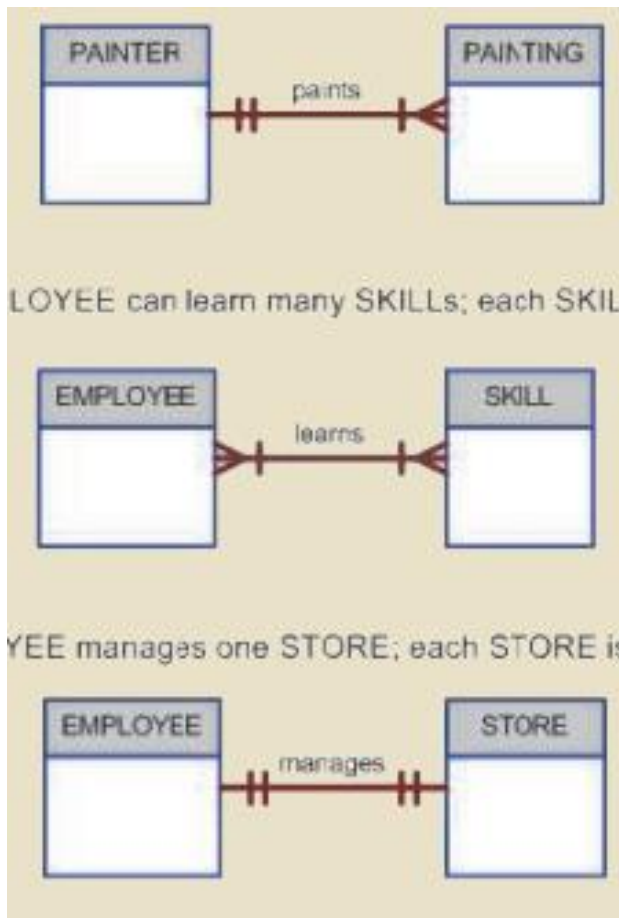 PAINTER PAINTING
paints
LOYEE can learn many SKILLs; each SKIL
EMPLOYEE SKILL
learns
YEE manages one STORE; each STORE is
EMPLOYEE STORE
manages